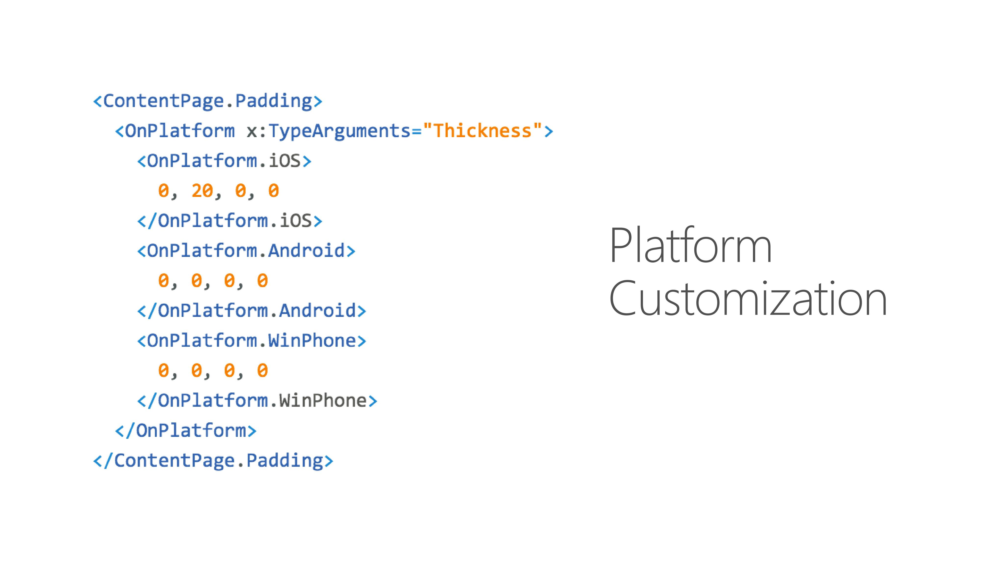 <ContentPage.Padding>
<OnPlatform x:TypeArguments="Thickness">
<OnPlatform.iOS>
0, 20, 0, 0
</OnPlatform.iOS>
<OnPlatform.Android>
0, 0, 0, 0
</OnPlatform.Android>
<OnPlatform.WinPhone>
0, 0, 0, 0
</OnPlatform.WinPhone>
</OnPlatform>
</ContentPage.Padding>
Platform
Customization